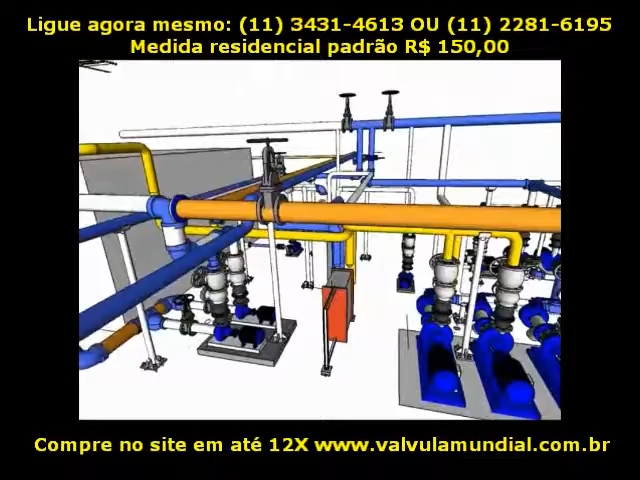 Ligue agora mesmo: (11) 3431-4613 OU (11) 2281-6195
Medida residencial padrão R$ 150,00
Compre no site em até 12X www.valvulamundial.com.br